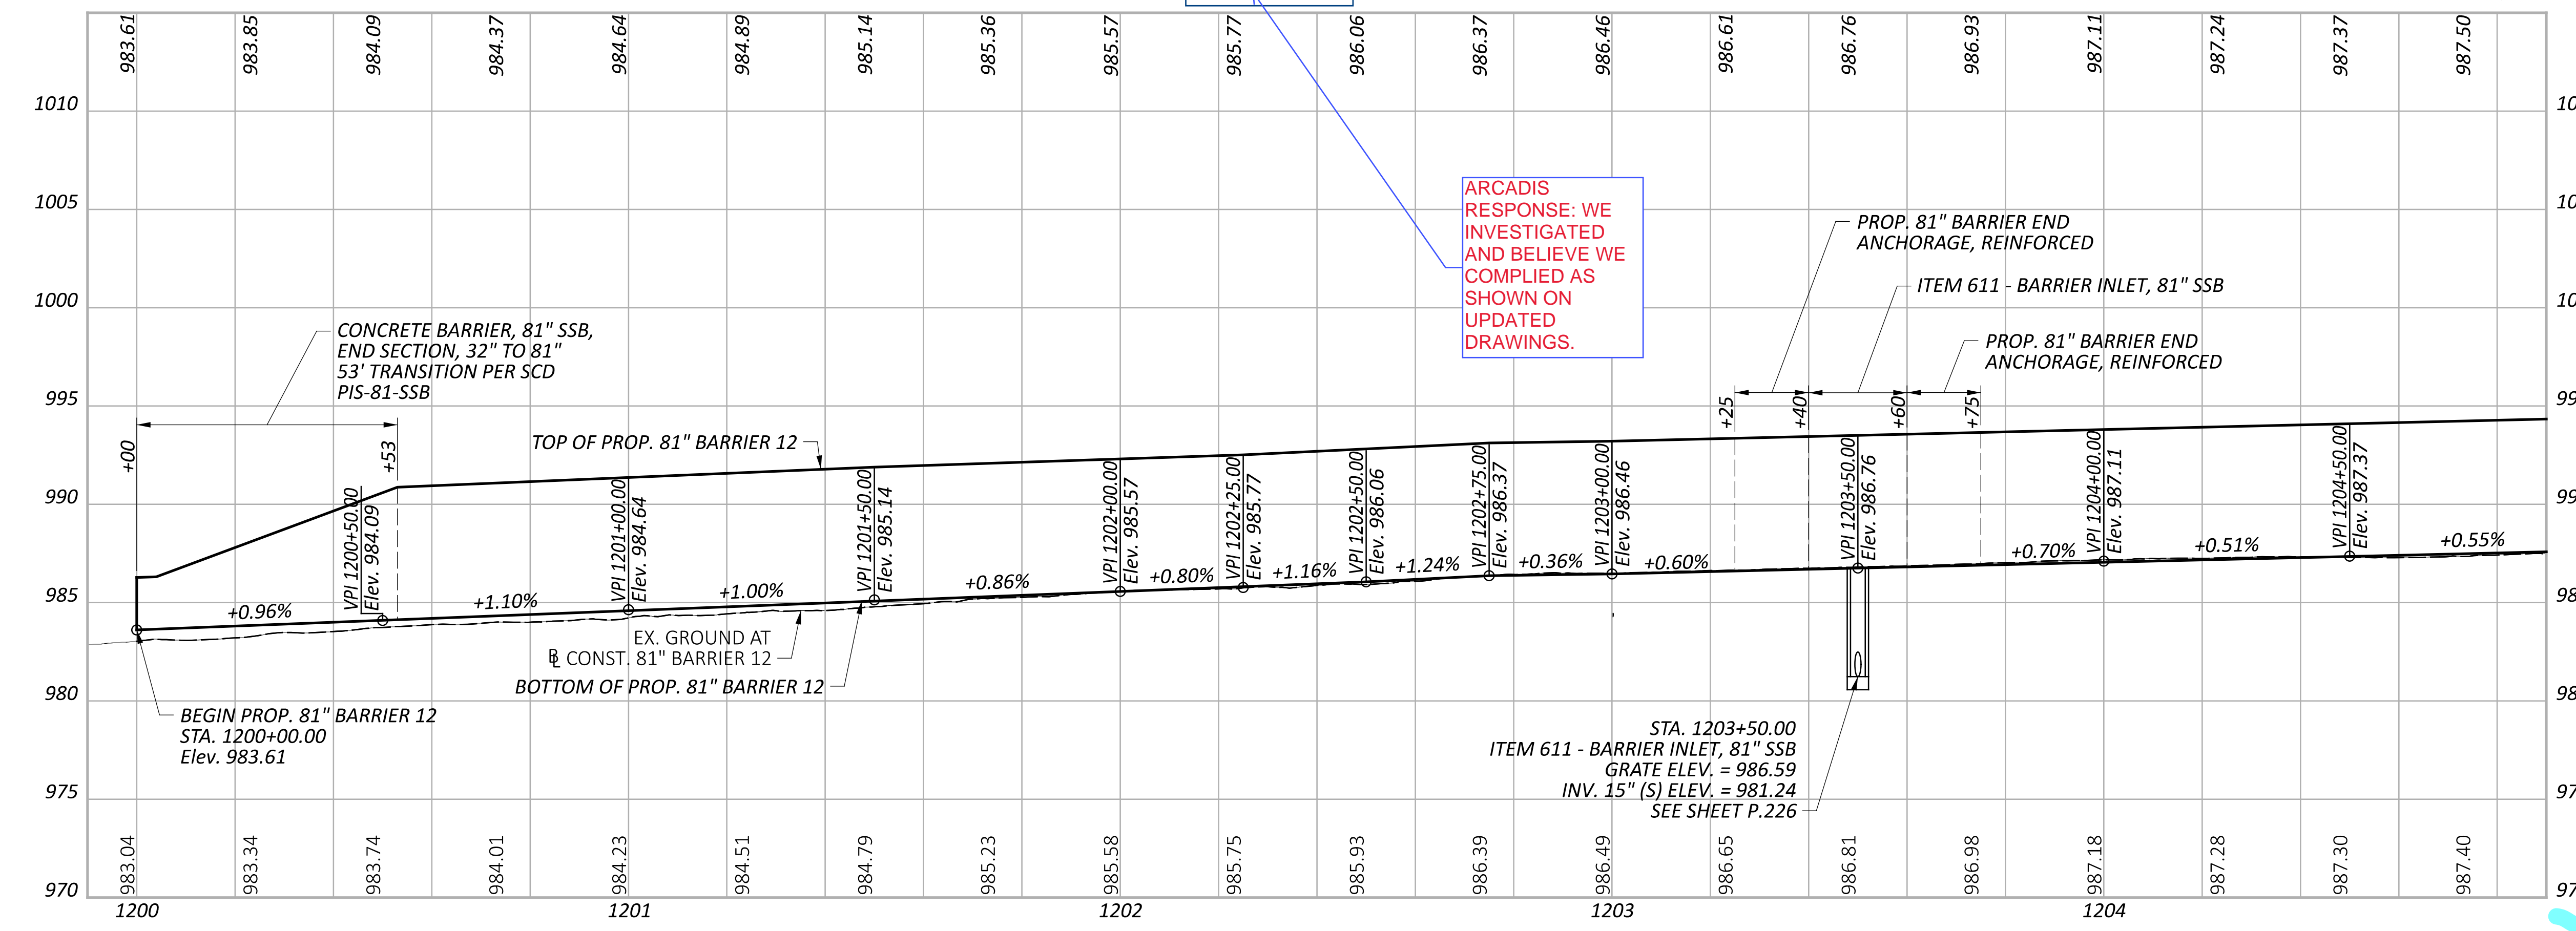 983.61
983.85
984.09
984.37
984.64
984.89
985.14
985.36
985.57
985.77
986.06
986.37
986.46
986.61
986.76
986.93
987.11
987.24
987.37
987.50
1010
10
1005
10
1000
10
995
99
990
99
985
98
980
98
975
97
970
97
ARCADIS
RESPONSE: WE
INVESTIGATED
AND BELIEVE WE
COMPLIED AS
SHOWN ON
UPDATED
DRAWINGS.
PROP. 81" BARRIER END
ANCHORAGE, REINFORCED
ITEM 611 - BARRIER INLET, 81" SSB
PROP. 81" BARRIER END
ANCHORAGE, REINFORCED
CONCRETE BARRIER, 81" SSB,
END SECTION, 32" TO 81"
53' TRANSITION PER SCD
PIS-81-SSB
+00
+53
+25
+40
+60
+75
TOP OF PROP. 81" BARRIER 12
VPI 1200+50.00
Elev. 984.09
VPI 1201+00.00
Elev. 984.64
VPI 1201+50.00
Elev. 985.14
VPI 1202+00.00
Elev. 985.57
VPI 1202+25.00
Elev. 985.77
VPI 1202+50.00
Elev. 986.06
VPI 1202+75.00
Elev. 986.37
VPI 1203+00.00
Elev. 986.46
VPI 1203+50.00
Elev. 986.76
VPI 1204+00.00
Elev. 987.11
VPI 1204+50.00
Elev. 987.37
+0.96%
+1.10%
+1.00%
+0.86%
+0.80%
+1.16%
+1.24%
+0.36%
+0.60%
+0.70%
+0.51%
+0.55%
EX. GROUND AT
BL CONST. 81" BARRIER 12
BOTTOM OF PROP. 81" BARRIER 12
BEGIN PROP. 81" BARRIER 12
STA. 1200+00.00
Elev. 983.61
STA. 1203+50.00
ITEM 611 - BARRIER INLET, 81" SSB
GRATE ELEV. = 986.59
INV. 15" (S) ELEV. = 981.24
SEE SHEET P.226
983.04
983.34
983.74
984.01
984.23
984.51
984.79
985.23
985.58
985.75
985.93
986.39
986.49
986.65
986.81
986.98
987.18
987.28
987.30
987.40
1200
1201
1202
1203
1204